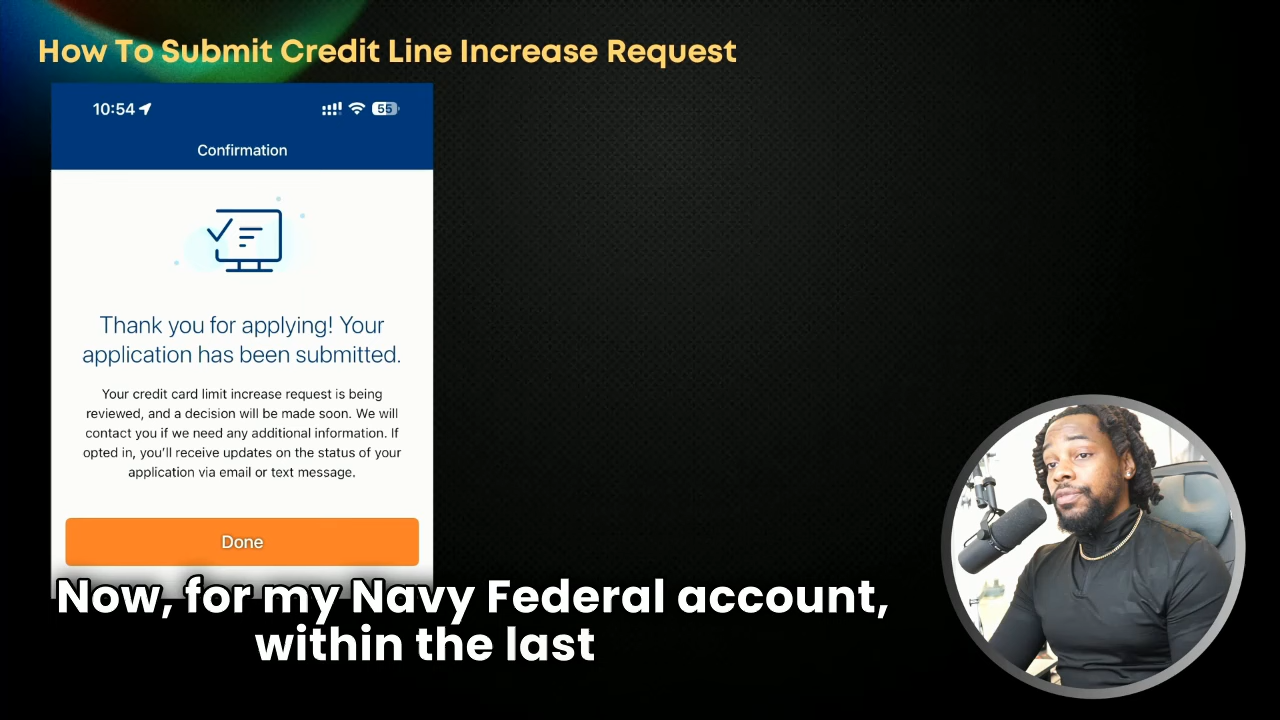 How To Submit Credit Line Increase Request
10:54
55
Confirmation
Thank you for applying! Your
application has been submitted.
Your credit card limit increase request is being
reviewed, and a decision will be made soon. We will
contact you if we need any additional information. If
opted in, you'll receive updates on the status of your
application via email or text message.
Done
Now, for my Navy Federal account,
within the last